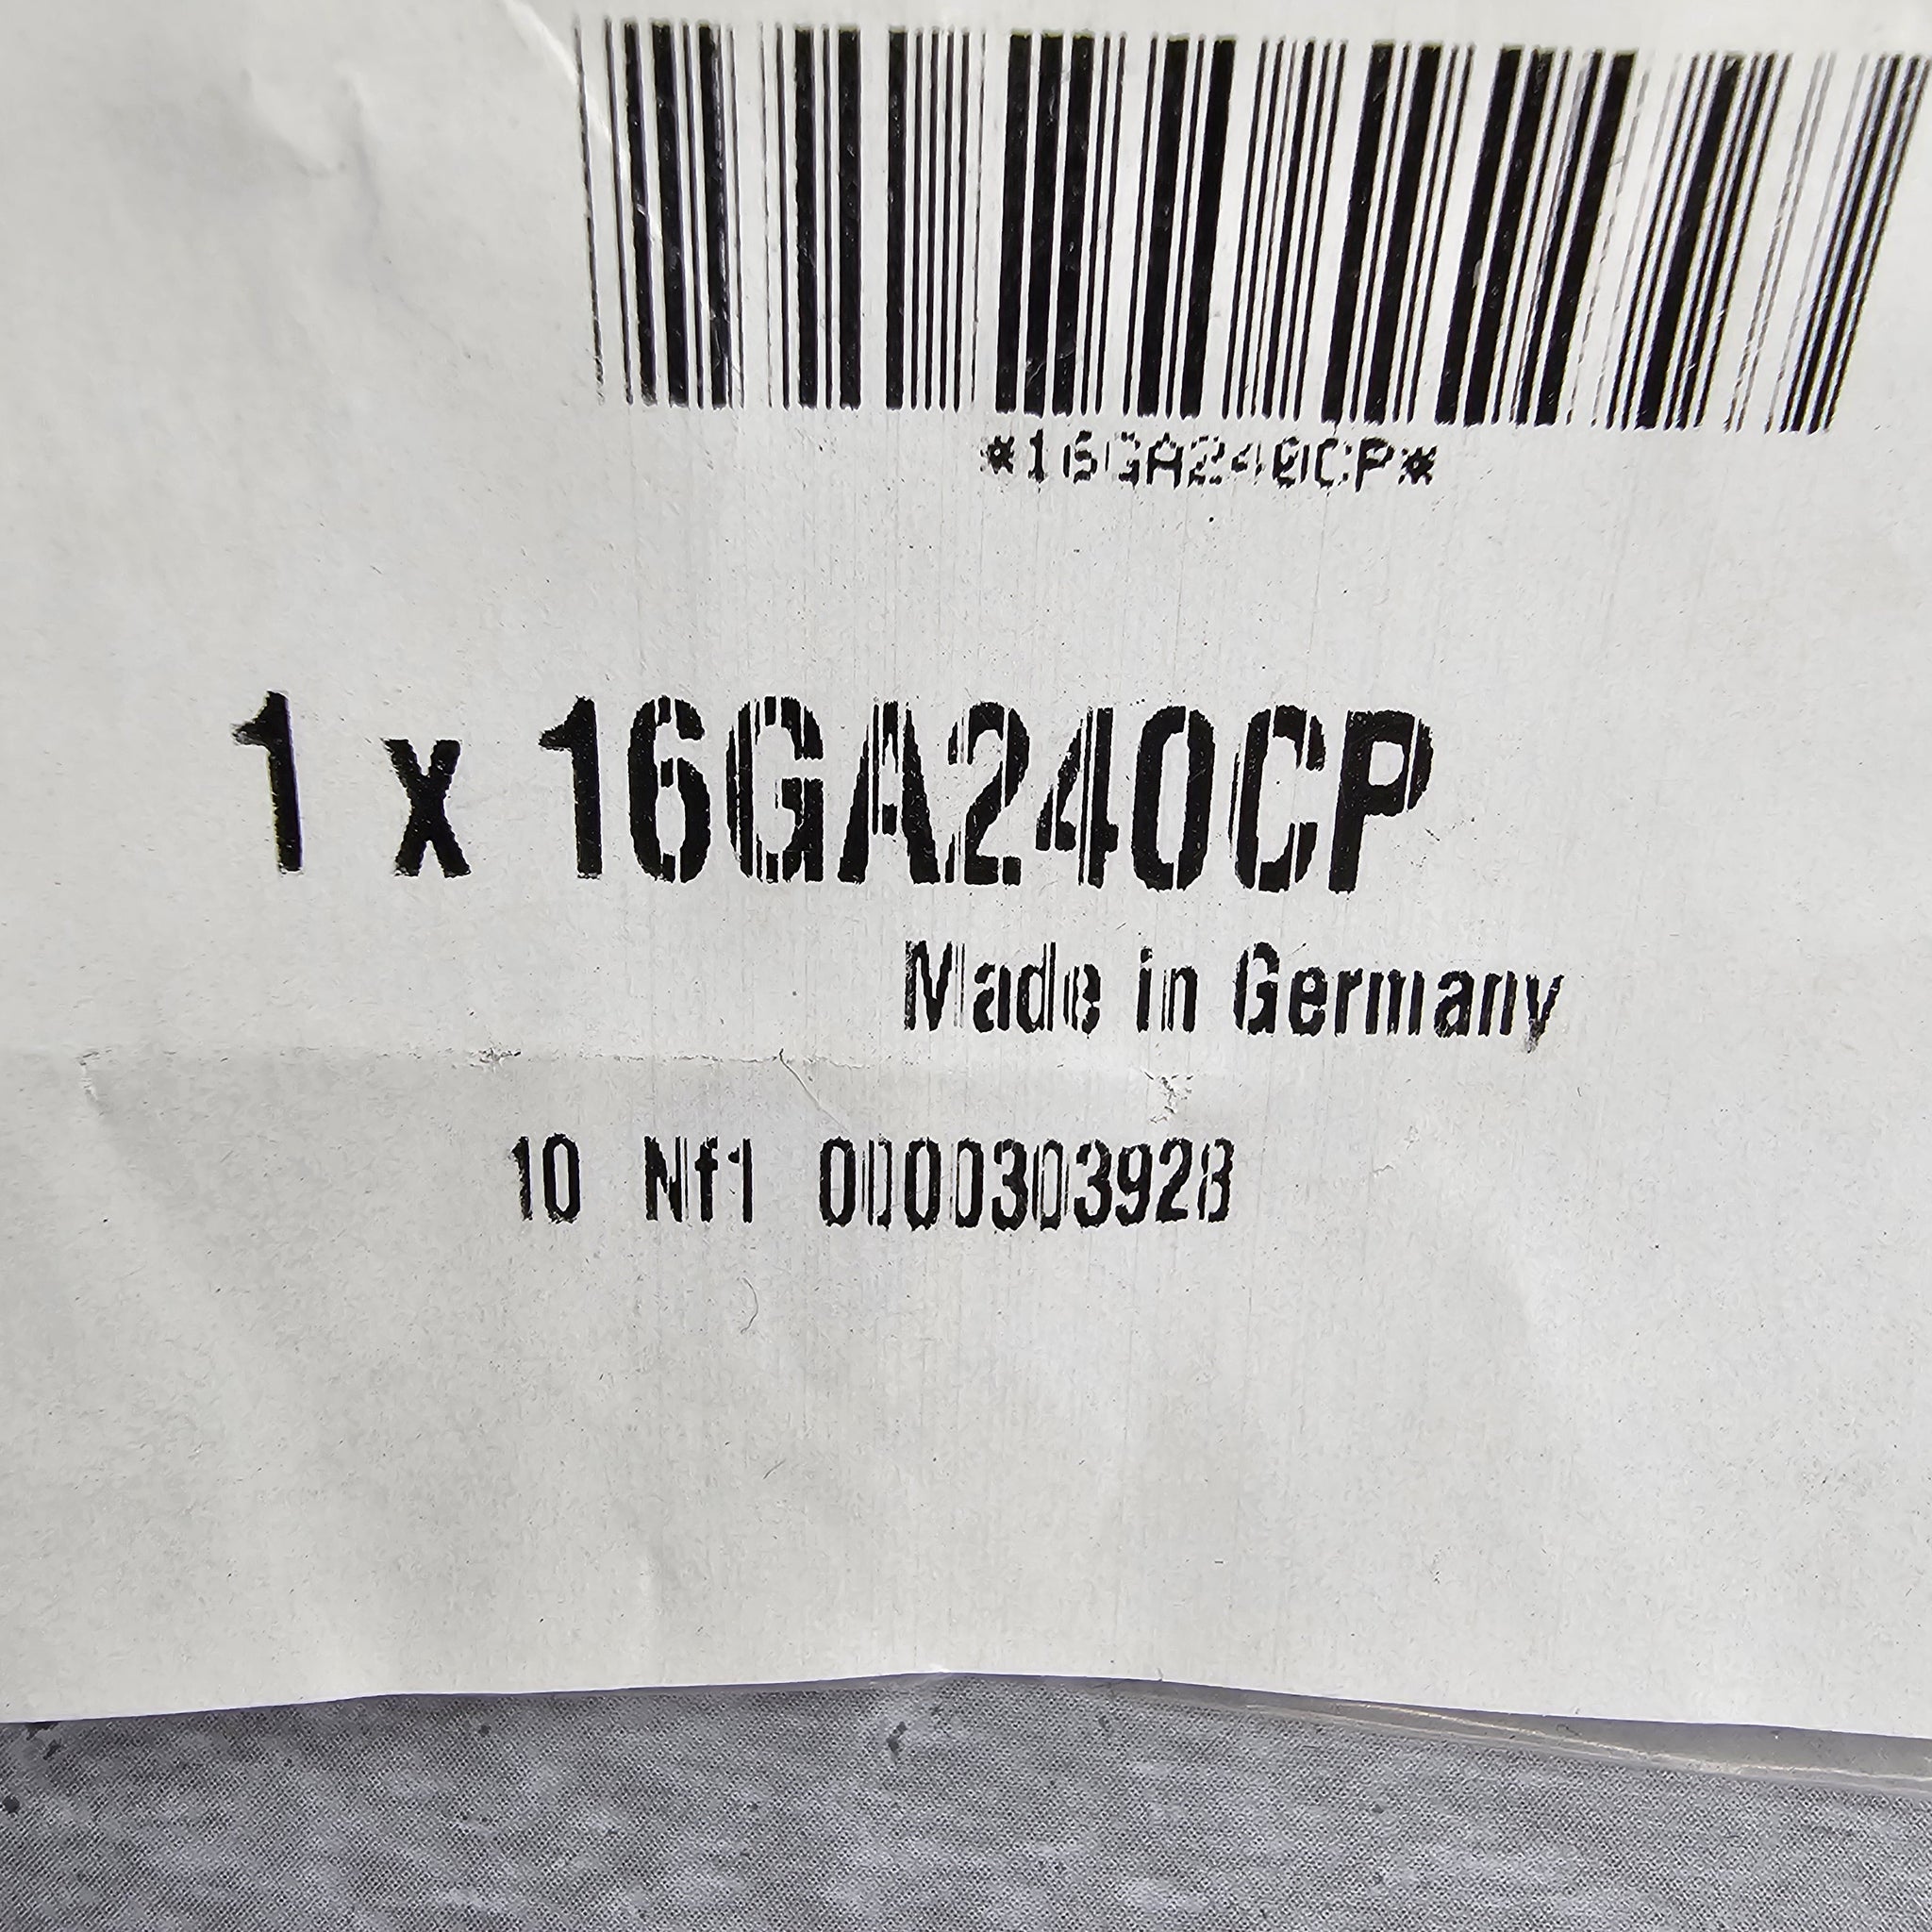 *16GA240CP*
1 x 16GA240CP
Made in Germany
10 Nf1 0000303928